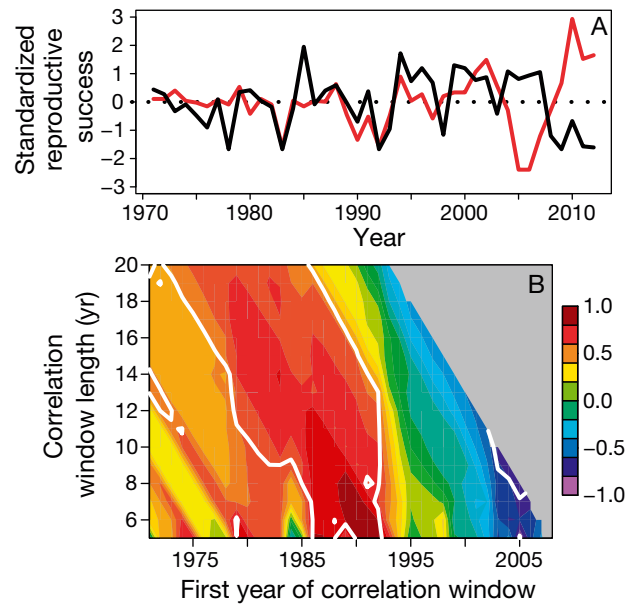 A
3
2
1
0
−1
−2
−3
Standardized
reproductive
success
1970 1980 1990 2000 2010
Year
B
20
18
16
14
12
10
8
6
Correlation
window length (yr)
1975 1985 1995 2005
First year of correlation window
1.0
0.5
0.0
−0.5
−1.0